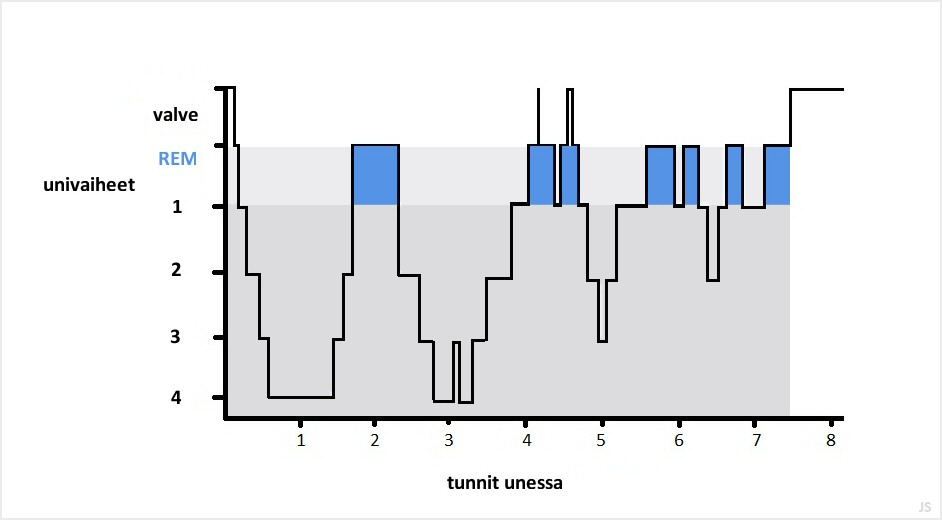 valve
REM
univaiheet
1
2
3
4
1 2 3 4 5 6 7 8
tunnit unessa
JS